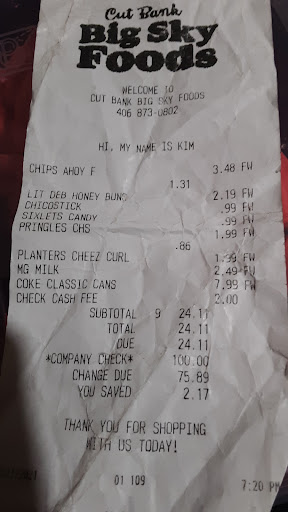 Cut Bank
Big Sky
Foods
WELCOME TO
CUT BANK BIG SKY FOODS
406 873-0802
HI, MY NAME IS KIM
CHIPS AHOY F 3.48 FW
1.31
LIT DEB HONEY BUNS 2.19 FW
CHICOSTICK .99 FW
SIXLETS CANDY .99 FW
PRINGLES CHS 1.99 FW
.86
PLANTERS CHEEZ CURL 1.99 FW
MG MILK 2.49 FW
COKE CLASSIC CANS 7.99 FW
CHECK CASH FEE 2.00
SUBTOTAL 9 24.11
TOTAL 24.11
DUE 24.11
*COMPANY CHECK* 100.00
CHANGE DUE 75.89
YOU SAVED 2.17
THANK YOU FOR SHOPPING
WITH US TODAY!
01 109 7:20 PM